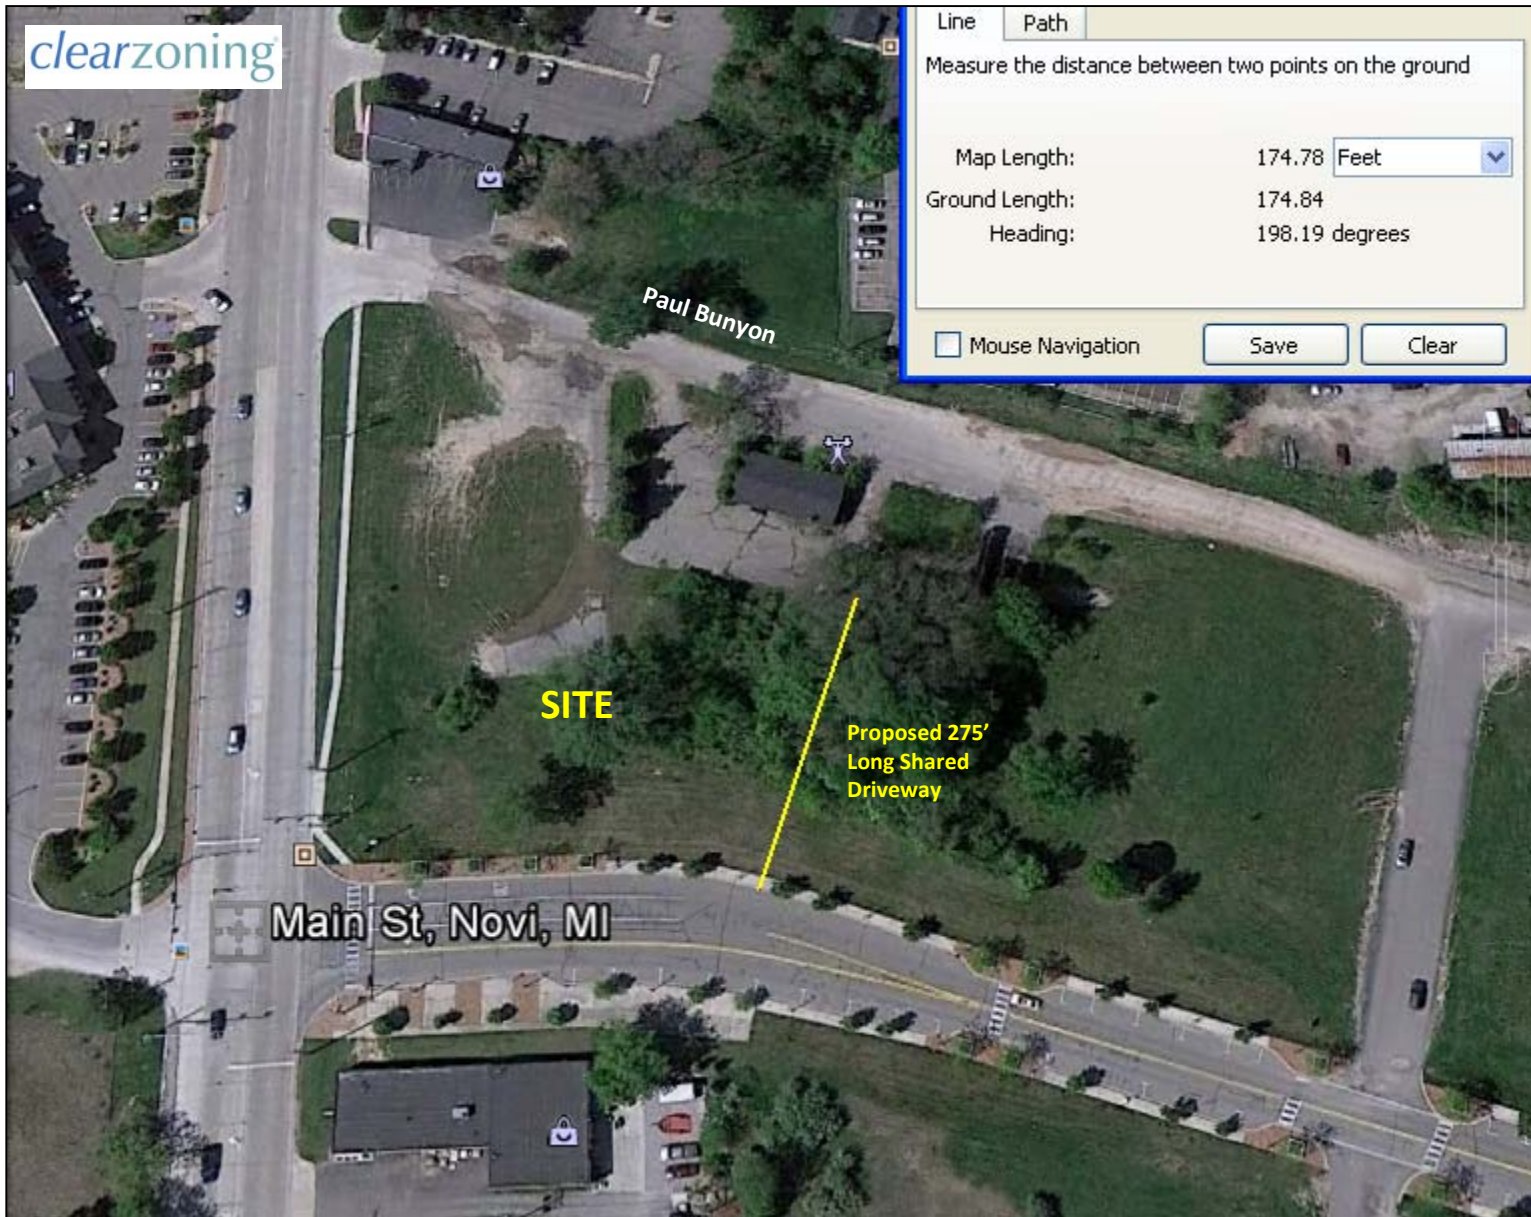 clearzoning
Line Path
Measure the distance between two points on the ground
Map Length: 174.78 Feet
Ground Length: 174.84
Heading: 198.19 degrees
Mouse Navigation Save Clear
Paul Bunyon
SITE
Proposed 275’
Long Shared
Driveway
Main St, Novi, MI